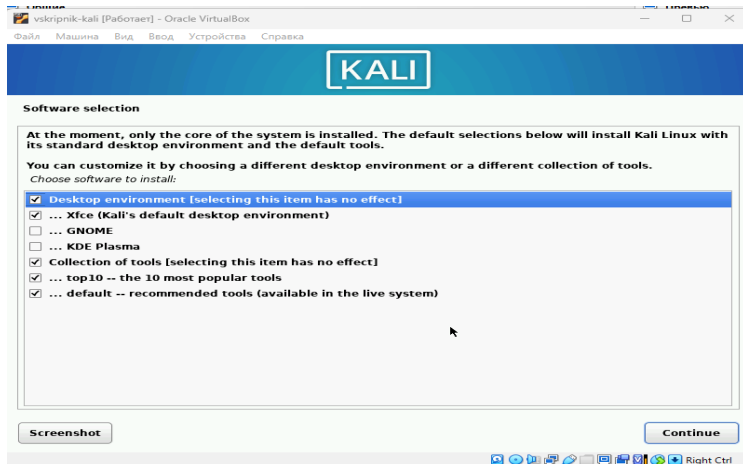 vskripnik-kali [Работает] - Oracle VirtualBox
Файл Машина Вид Ввод Устройства Справка
KALI
Software selection
At the moment, only the core of the system is installed. The default selections below will install Kali Linux with
its standard desktop environment and the default tools.
You can customize it by choosing a different desktop environment or a different collection of tools.
Choose software to install:
Desktop environment [selecting this item has no effect]
... Xfce (Kali's default desktop environment)
... GNOME
... KDE Plasma
Collection of tools [selecting this item has no effect]
... top10 -- the 10 most popular tools
... default -- recommended tools (available in the live system)
Screenshot Continue
Right Ctrl